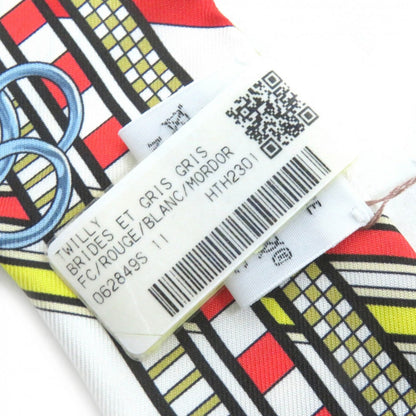 TWILLY
BRIDES ET GRIS GRIS
FC/ROUGE/BLANC/MORDOR
062849S 11 HTH2301